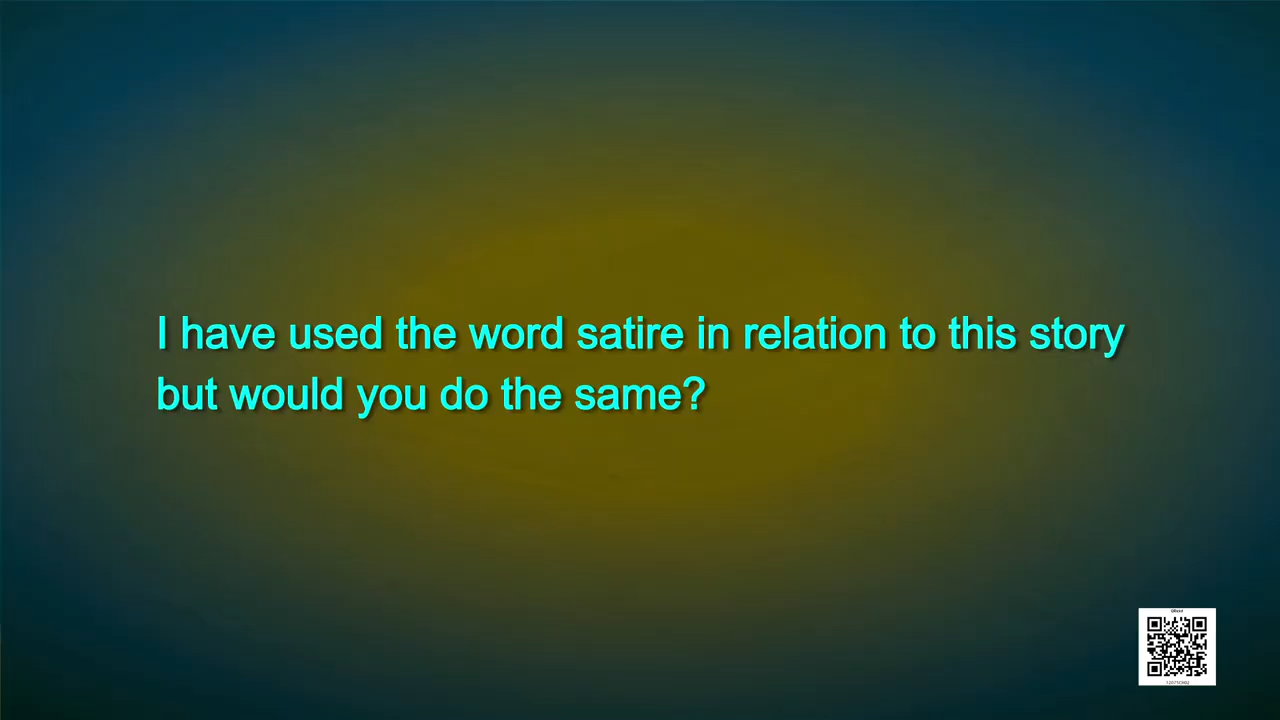 I have used the word satire in relation to this story
but would you do the same?